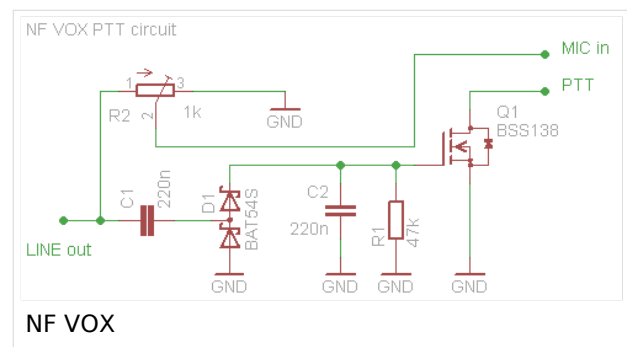 NF VOX PTT circuit
MIC in
PTT
1
3
R2
2
1k
GND
Q1
BSS138
C1
220n
D1
BAT54S
C2
220n
R1
47k
LINE out
GND
GND
GND
GND
NF VOX